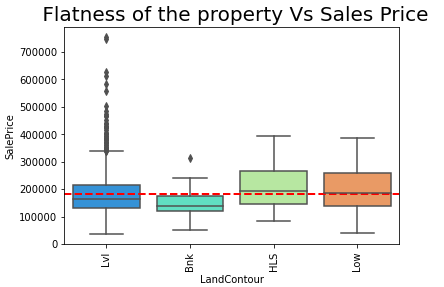 Flatness of the property Vs Sales Price
700000
600000
500000
400000
300000
200000
100000
0
SalePrice
Lvl
Bnk
HLS
Low
LandContour